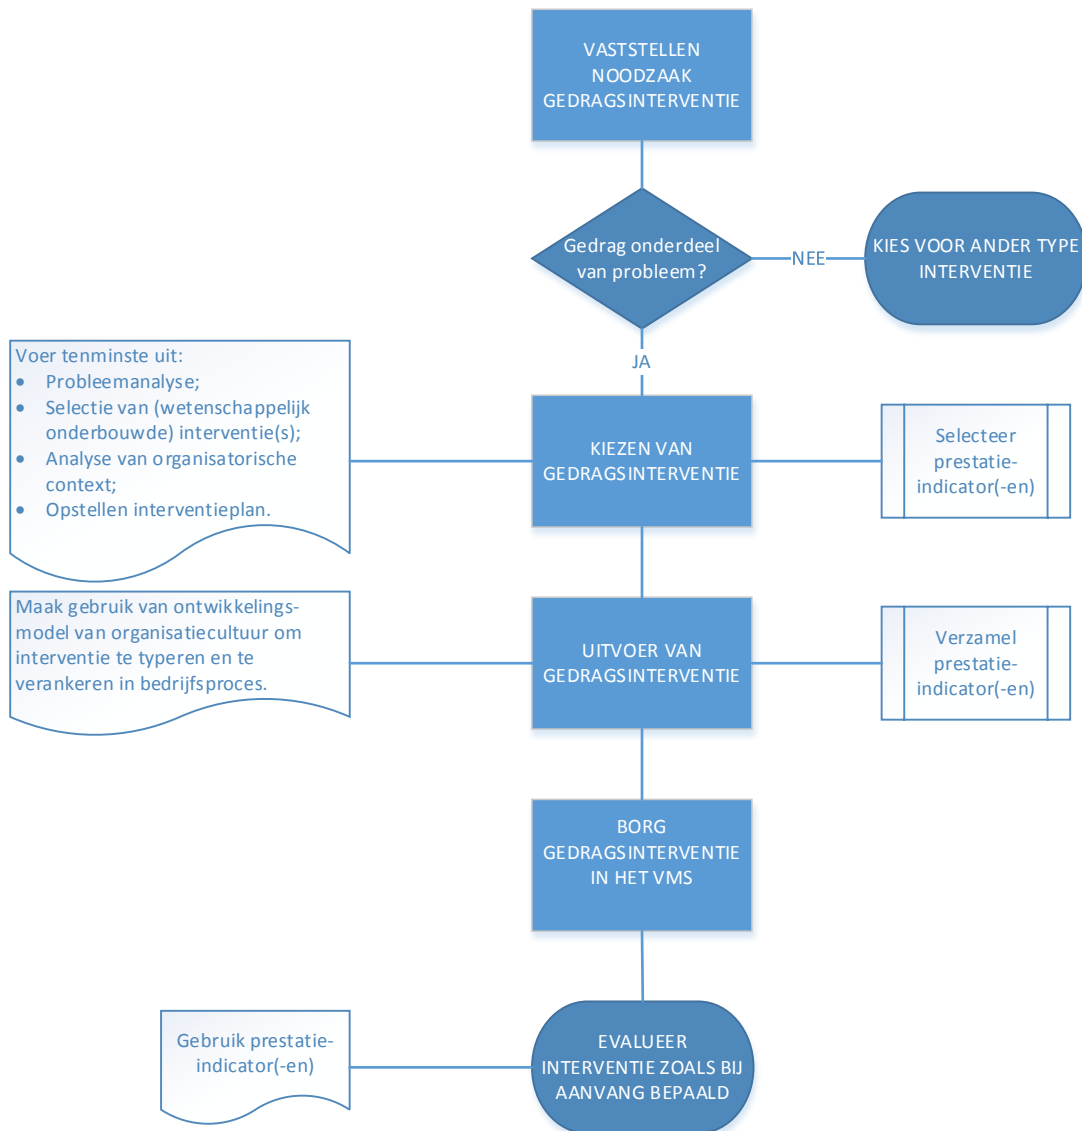 VASTSTELLEN
NOODZAAK
GEDRAGSINTERVENTIE
Gedrag onderdeel
van probleem?
NEE
KIES VOOR ANDER TYPE
INTERVENTIE
JA
Voer tenminste uit:
• Probleemanalyse;
• Selectie van (wetenschappelijk
onderbouwde) interventie(s);
• Analyse van organisatorische
context;
• Opstellen interventieplan.
KIEZEN VAN
GEDRAGSINTERVENTIE
Selecteer
prestatie-
indicator(-en)
Maak gebruik van ontwikkelings-
model van organisatiecultuur om
interventie te typeren en te
verankeren in bedrijfsproces.
UITVOER VAN
GEDRAGSINTERVENTIE
Verzamel
prestatie-
indicator(-en)
BORG
GEDRAGSINTERVENTIE
IN HET VMS
Gebruik prestatie-
indicator(-en)
EVALUEER
INTERVENTIE ZOALS BIJ
AANVANG BEPAALD